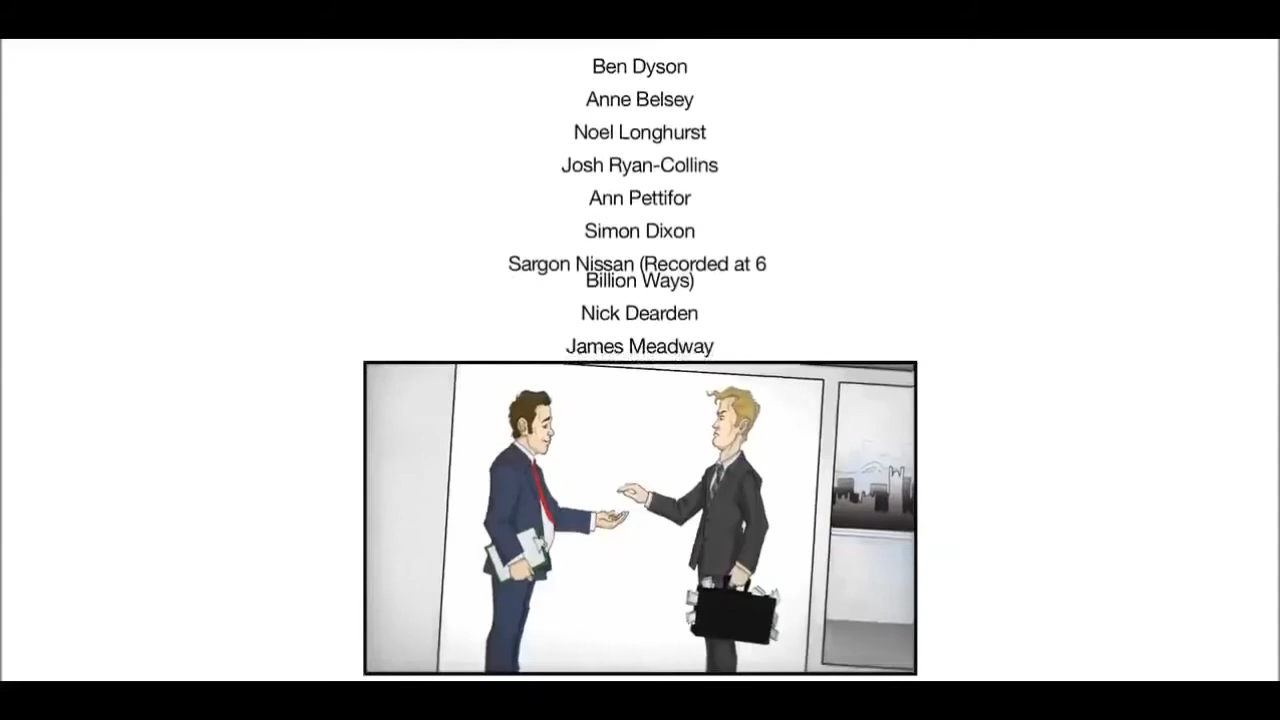 Ben Dyson
Anne Belsey
Noel Longhurst
Josh Ryan-Collins
Ann Pettifor
Simon Dixon
Sargon Nissan (Recorded at 6
Billion Ways)
Nick Dearden
James Meadway